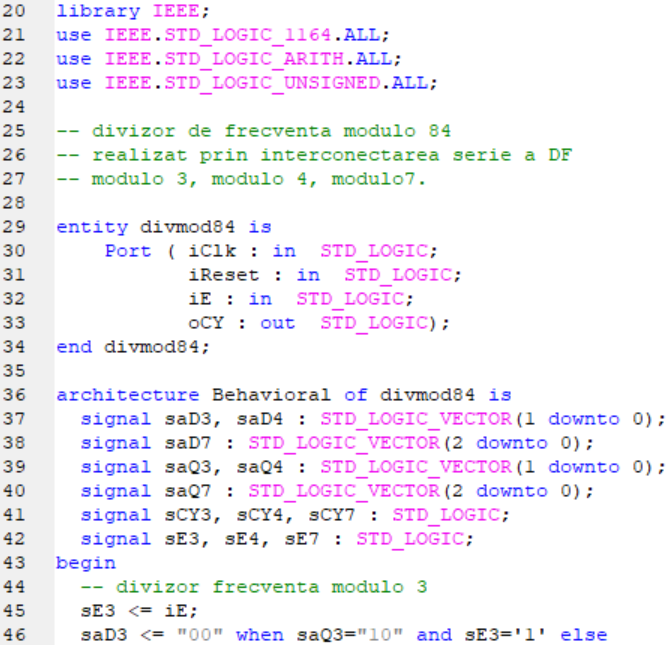 20 library IEEE;
21 use IEEE.STD_LOGIC_1164.ALL;
22 use IEEE.STD_LOGIC_ARITH.ALL;
23 use IEEE.STD_LOGIC_UNSIGNED.ALL;
24
25 -- divizor de frecventa modulo 84
26 -- realizat prin interconectarea serie a DF
27 -- modulo 3, modulo 4, modulo7.
28
29 entity divmod84 is
30     Port ( iClk : in  STD_LOGIC;
31            iReset : in  STD_LOGIC;
32            iE : in  STD_LOGIC;
33            oCY : out  STD_LOGIC);
34 end divmod84;
35
36 architecture Behavioral of divmod84 is
37   signal saD3, saD4 : STD_LOGIC_VECTOR(1 downto 0);
38   signal saD7 : STD_LOGIC_VECTOR(2 downto 0);
39   signal saQ3, saQ4 : STD_LOGIC_VECTOR(1 downto 0);
40   signal saQ7 : STD_LOGIC_VECTOR(2 downto 0);
41   signal sCY3, sCY4, sCY7 : STD_LOGIC;
42   signal sE3, sE4, sE7 : STD_LOGIC;
43 begin
44   -- divizor frecventa modulo 3
45   sE3 <= iE;
46   saD3 <= "00" when saQ3="10" and sE3='1' else